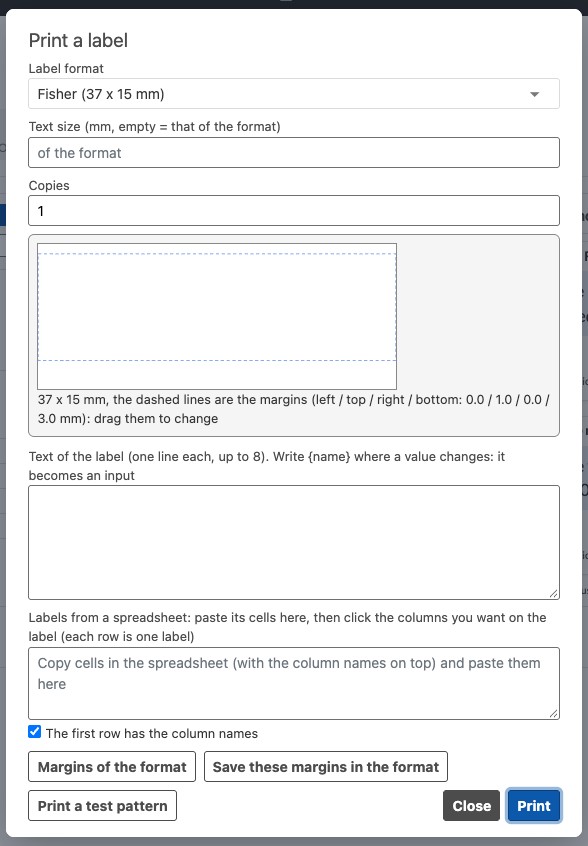 Print a label
Label format
Fisher (37 x 15 mm)
Text size (mm, empty = that of the format)
of the format
Copies
1
37 x 15 mm, the dashed lines are the margins (left / top / right / bottom: 0.0 / 1.0 / 0.0 /
3.0 mm): drag them to change
Text of the label (one line each, up to 8). Write {name} where a value changes: it
becomes an input
Labels from a spreadsheet: paste its cells here, then click the columns you want on the
label (each row is one label)
Copy cells in the spreadsheet (with the column names on top) and paste them
here
The first row has the column names
Margins of the format
Save these margins in the format
Print a test pattern
Close
Print